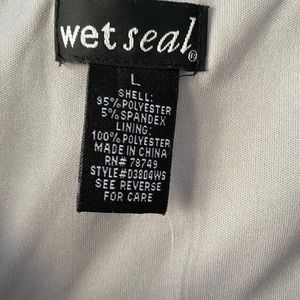 wet seal®
L
SHELL:
95% POLYESTER
5% SPANDEX
LINING:
100% POLYESTER
MADE IN CHINA
RN# 78749
STYLE#D3804WS
SEE REVERSE
FOR CARE